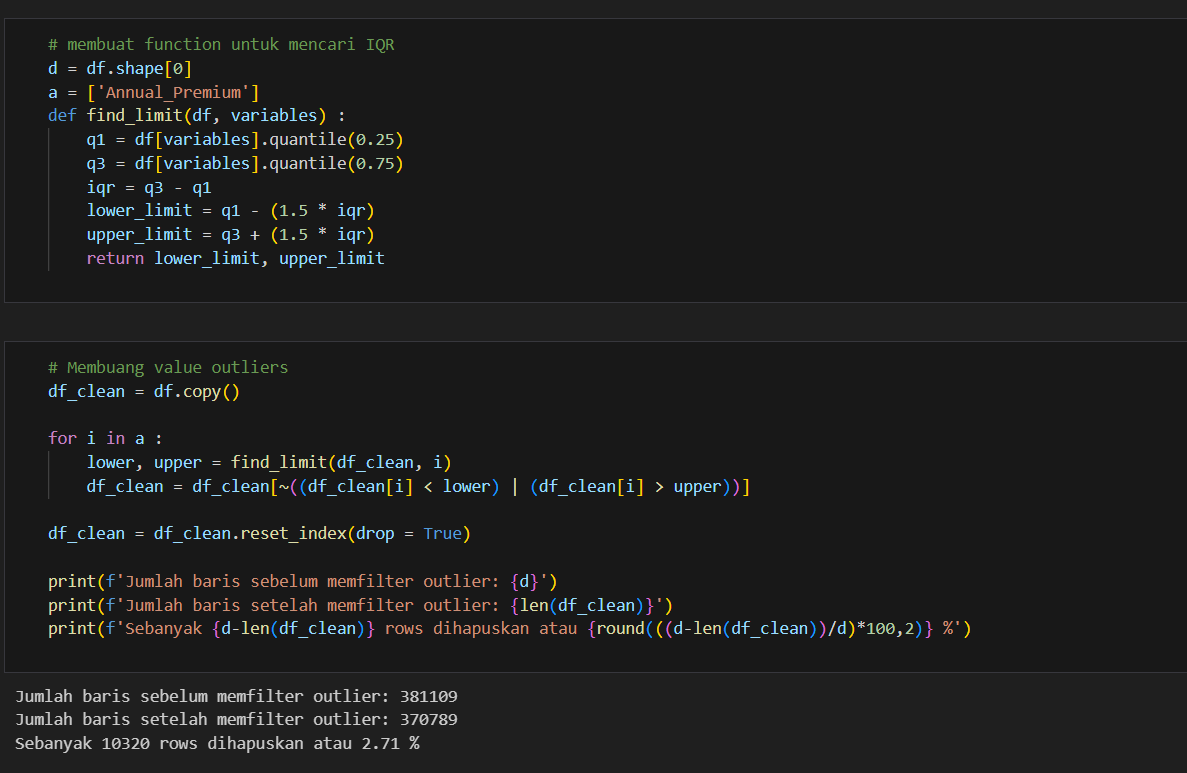 # membuat function untuk mencari IQR
d = df.shape[0]
a = ['Annual_Premium']
def find_limit(df, variables) :
    q1 = df[variables].quantile(0.25)
    q3 = df[variables].quantile(0.75)
    iqr = q3 - q1
    lower_limit = q1 - (1.5 * iqr)
    upper_limit = q3 + (1.5 * iqr)
    return lower_limit, upper_limit
# Membuang value outliers
df_clean = df.copy()
for i in a :
    lower, upper = find_limit(df_clean, i)
    df_clean = df_clean[~((df_clean[i] < lower) | (df_clean[i] > upper))]
df_clean = df_clean.reset_index(drop = True)
print(f'Jumlah baris sebelum memfilter outlier: {d}')
print(f'Jumlah baris setelah memfilter outlier: {len(df_clean)}')
print(f'Sebanyak {d-len(df_clean)} rows dihapuskan atau {round(((d-len(df_clean))/d)*100,2)} %')
Jumlah baris sebelum memfilter outlier: 381109
Jumlah baris setelah memfilter outlier: 370789
Sebanyak 10320 rows dihapuskan atau 2.71 %